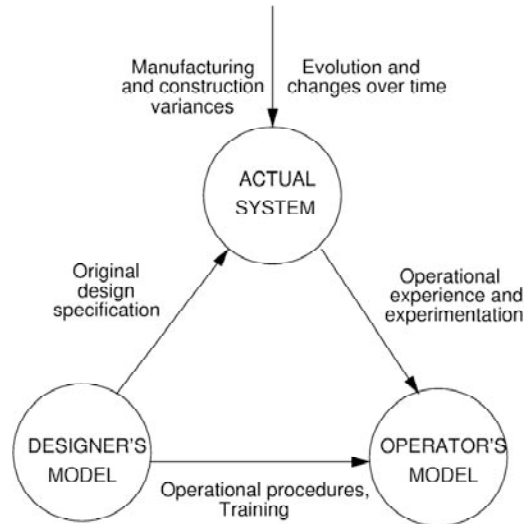 Manufacturing
and construction
variances
Evolution and
changes over time
ACTUAL
SYSTEM
Original
design
specification
Operational
experience and
experimentation
DESIGNER'S
MODEL
OPERATOR'S
MODEL
Operational procedures,
Training